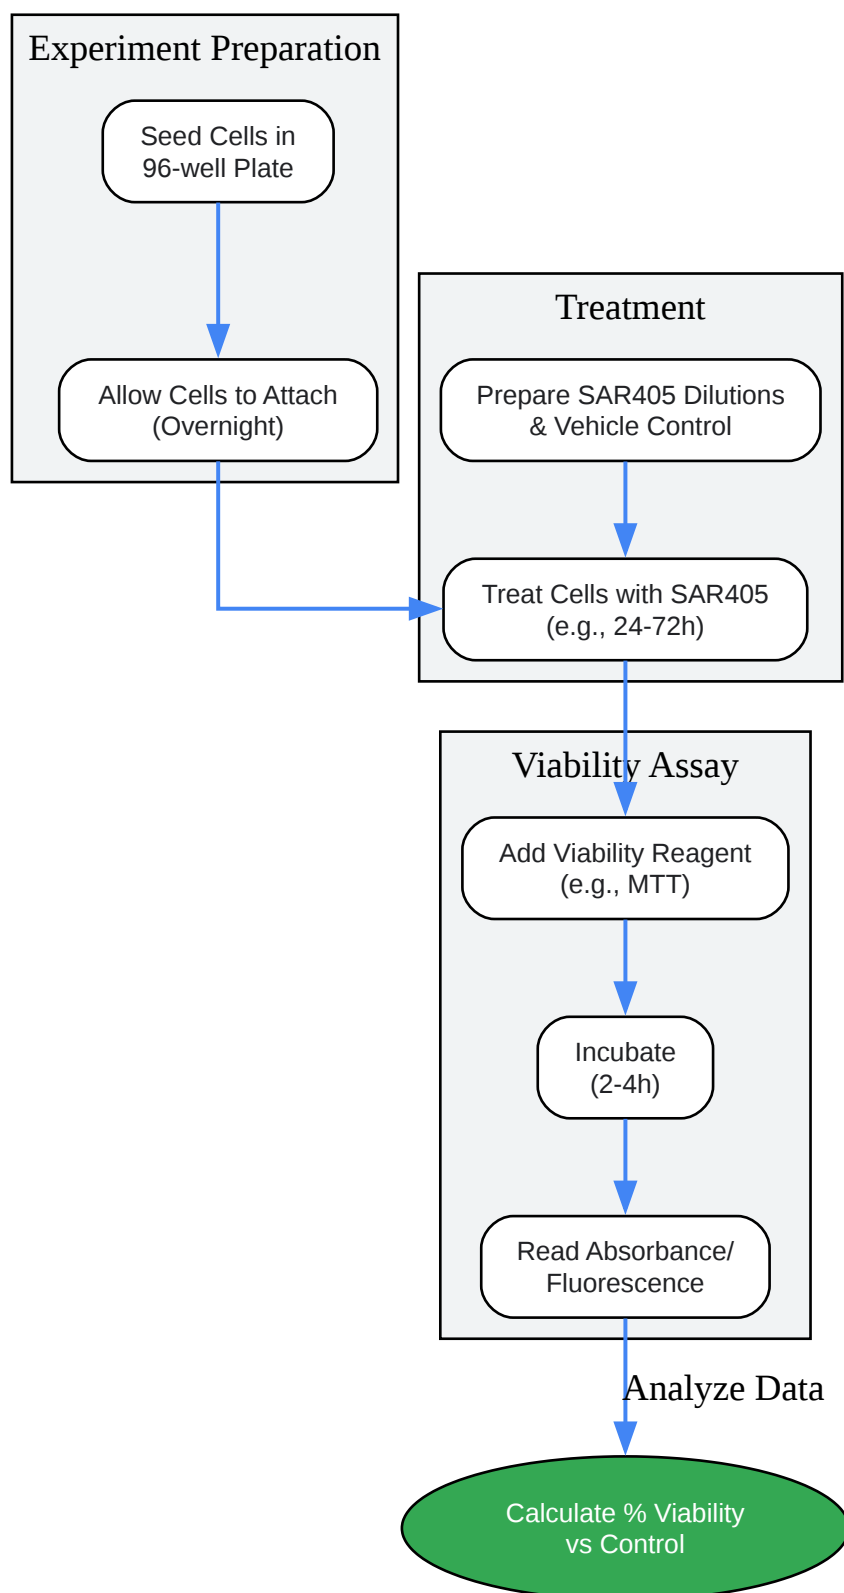 Experiment Preparation
Seed Cells in
96-well Plate
Allow Cells to Attach
(Overnight)
Treatment
Prepare SAR405 Dilutions
& Vehicle Control
Treat Cells with SAR405
(e.g., 24-72h)
Viability Assay
Add Viability Reagent
(e.g., MTT)
Incubate
(2-4h)
Read Absorbance/
Fluorescence
Analyze Data
Calculate % Viability
vs Control